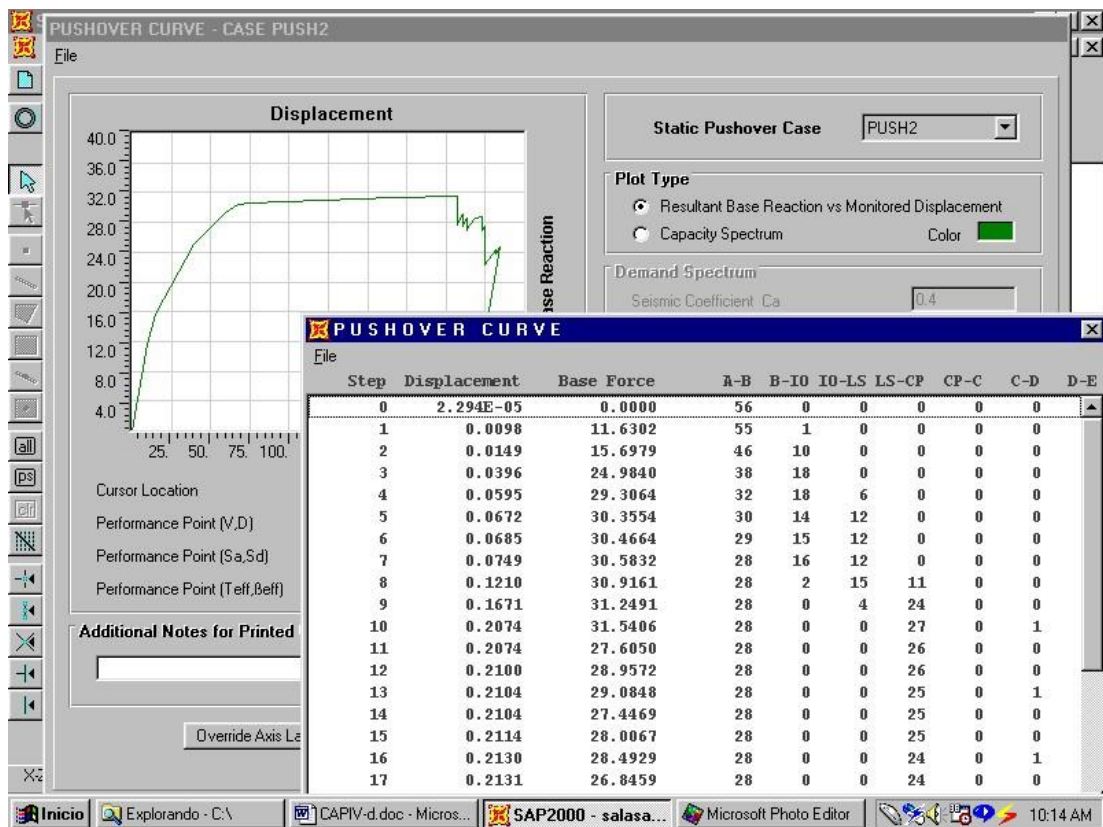 PUSHOVER CURVE - CASE PUSH2
File
Displacement
40.0
36.0
32.0
28.0
24.0
20.0
16.0
12.0
8.0
4.0
25. 50. 75. 100.
Base Reaction
Cursor Location
Performance Point (V,D)
Performance Point (Sa,Sd)
Performance Point (Teff,ßeff)
Additional Notes for Printed
Override Axis La
Static Pushover Case PUSH2
Plot Type
Resultant Base Reaction vs Monitored Displacement
Capacity Spectrum Color
Demand Spectrum
Seismic Coefficient Ca 0.4
all
ps
clr
PUSHOVER CURVE
File
Step Displacement Base Force A-B B-IO IO-LS LS-CP CP-C C-D D-E
0 2.294E-05 0.0000 56 0 0 0 0 0
1 0.0098 11.6302 55 1 0 0 0 0
2 0.0149 15.6979 46 10 0 0 0 0
3 0.0396 24.9840 38 18 0 0 0 0
4 0.0595 29.3064 32 18 6 0 0 0
5 0.0672 30.3554 30 14 12 0 0 0
6 0.0685 30.4664 29 15 12 0 0 0
7 0.0749 30.5832 28 16 12 0 0 0
8 0.1210 30.9161 28 2 15 11 0 0
9 0.1671 31.2491 28 0 4 24 0 0
10 0.2074 31.5406 28 0 0 27 0 1
11 0.2074 27.6050 28 0 0 26 0 0
12 0.2100 28.9572 28 0 0 26 0 0
13 0.2104 29.0848 28 0 0 25 0 1
14 0.2104 27.4469 28 0 0 25 0 0
15 0.2114 28.0067 28 0 0 25 0 0
16 0.2130 28.4929 28 0 0 24 0 1
17 0.2131 26.8459 28 0 0 24 0 0
Inicio Explorando - C:\ CAPIV-d.doc - Micros... SAP2000 - salasa... Microsoft Photo Editor 10:14 AM